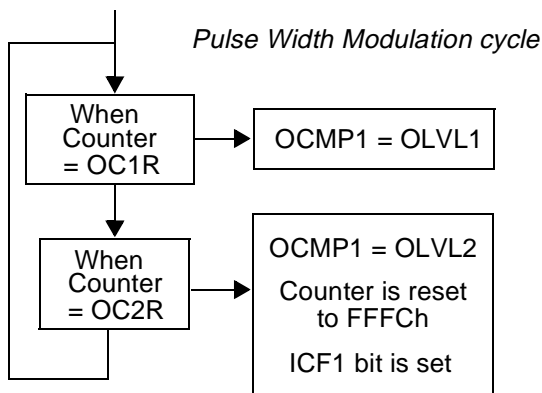 Pulse Width Modulation cycle
When
Counter
= OC1R
OCMP1 = OLVL1
When
Counter
= OC2R
OCMP1 = OLVL2
Counter is reset
to FFFCh
ICF1 bit is set